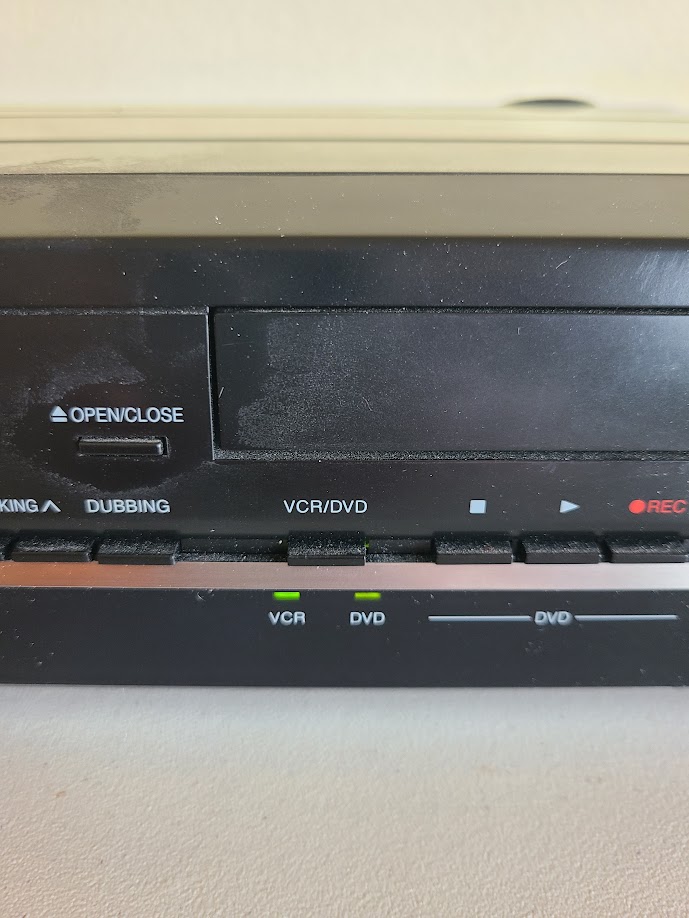 OPEN/CLOSE
KING DUBBING VCR/DVD REC
VCR DVD DVD